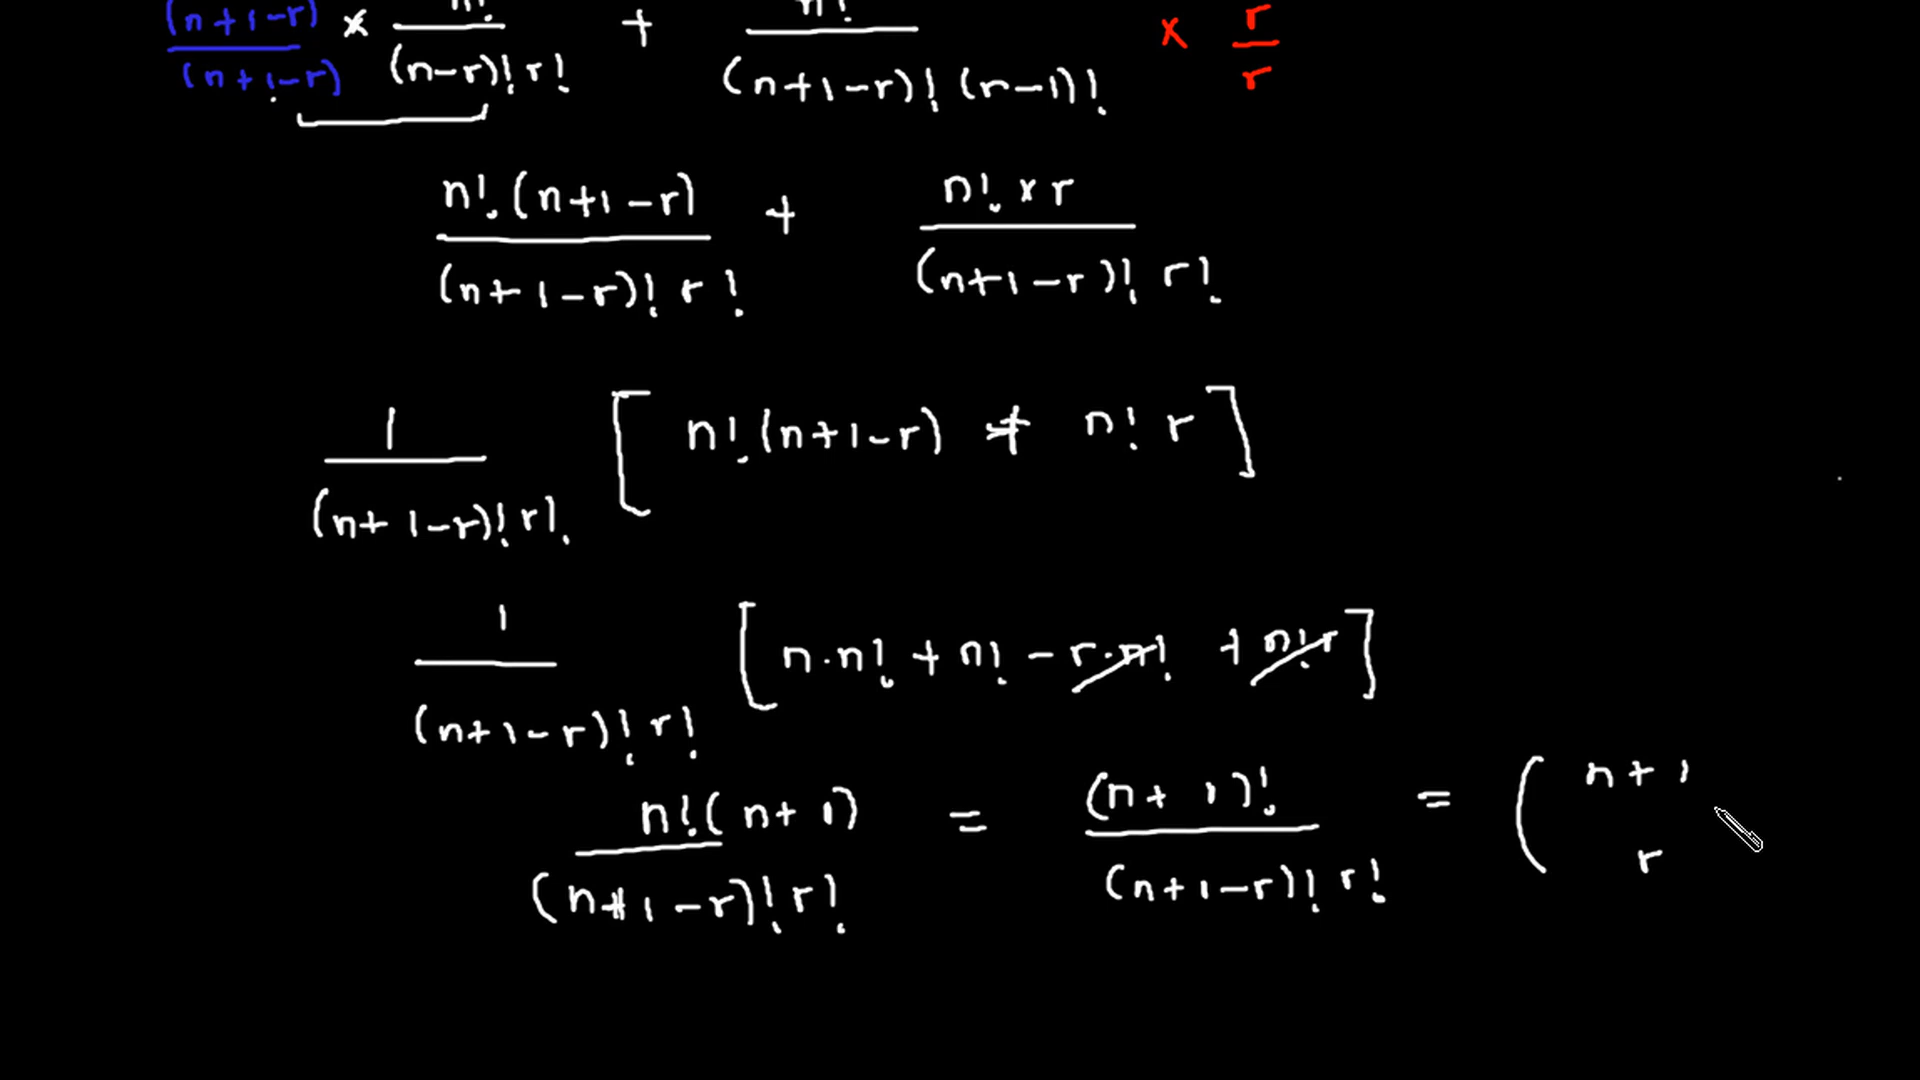 (n+1-r)/(n+1-r) × n!/(n-r)! r! + n!/(n+1-r)! (r-1)! × r/r
n! (n+1-r)/(n+1-r)! r! + n! × r/(n+1-r)! r!
1/(n+1-r)! r! [n! (n+1-r) + n! r]
1/(n+1-r)! r! [n·n! + n! - r·n! + n! r]
n! (n+1)/(n+1-r)! r! = (n+1)!/(n+1-r)! r! = ( n+1 r